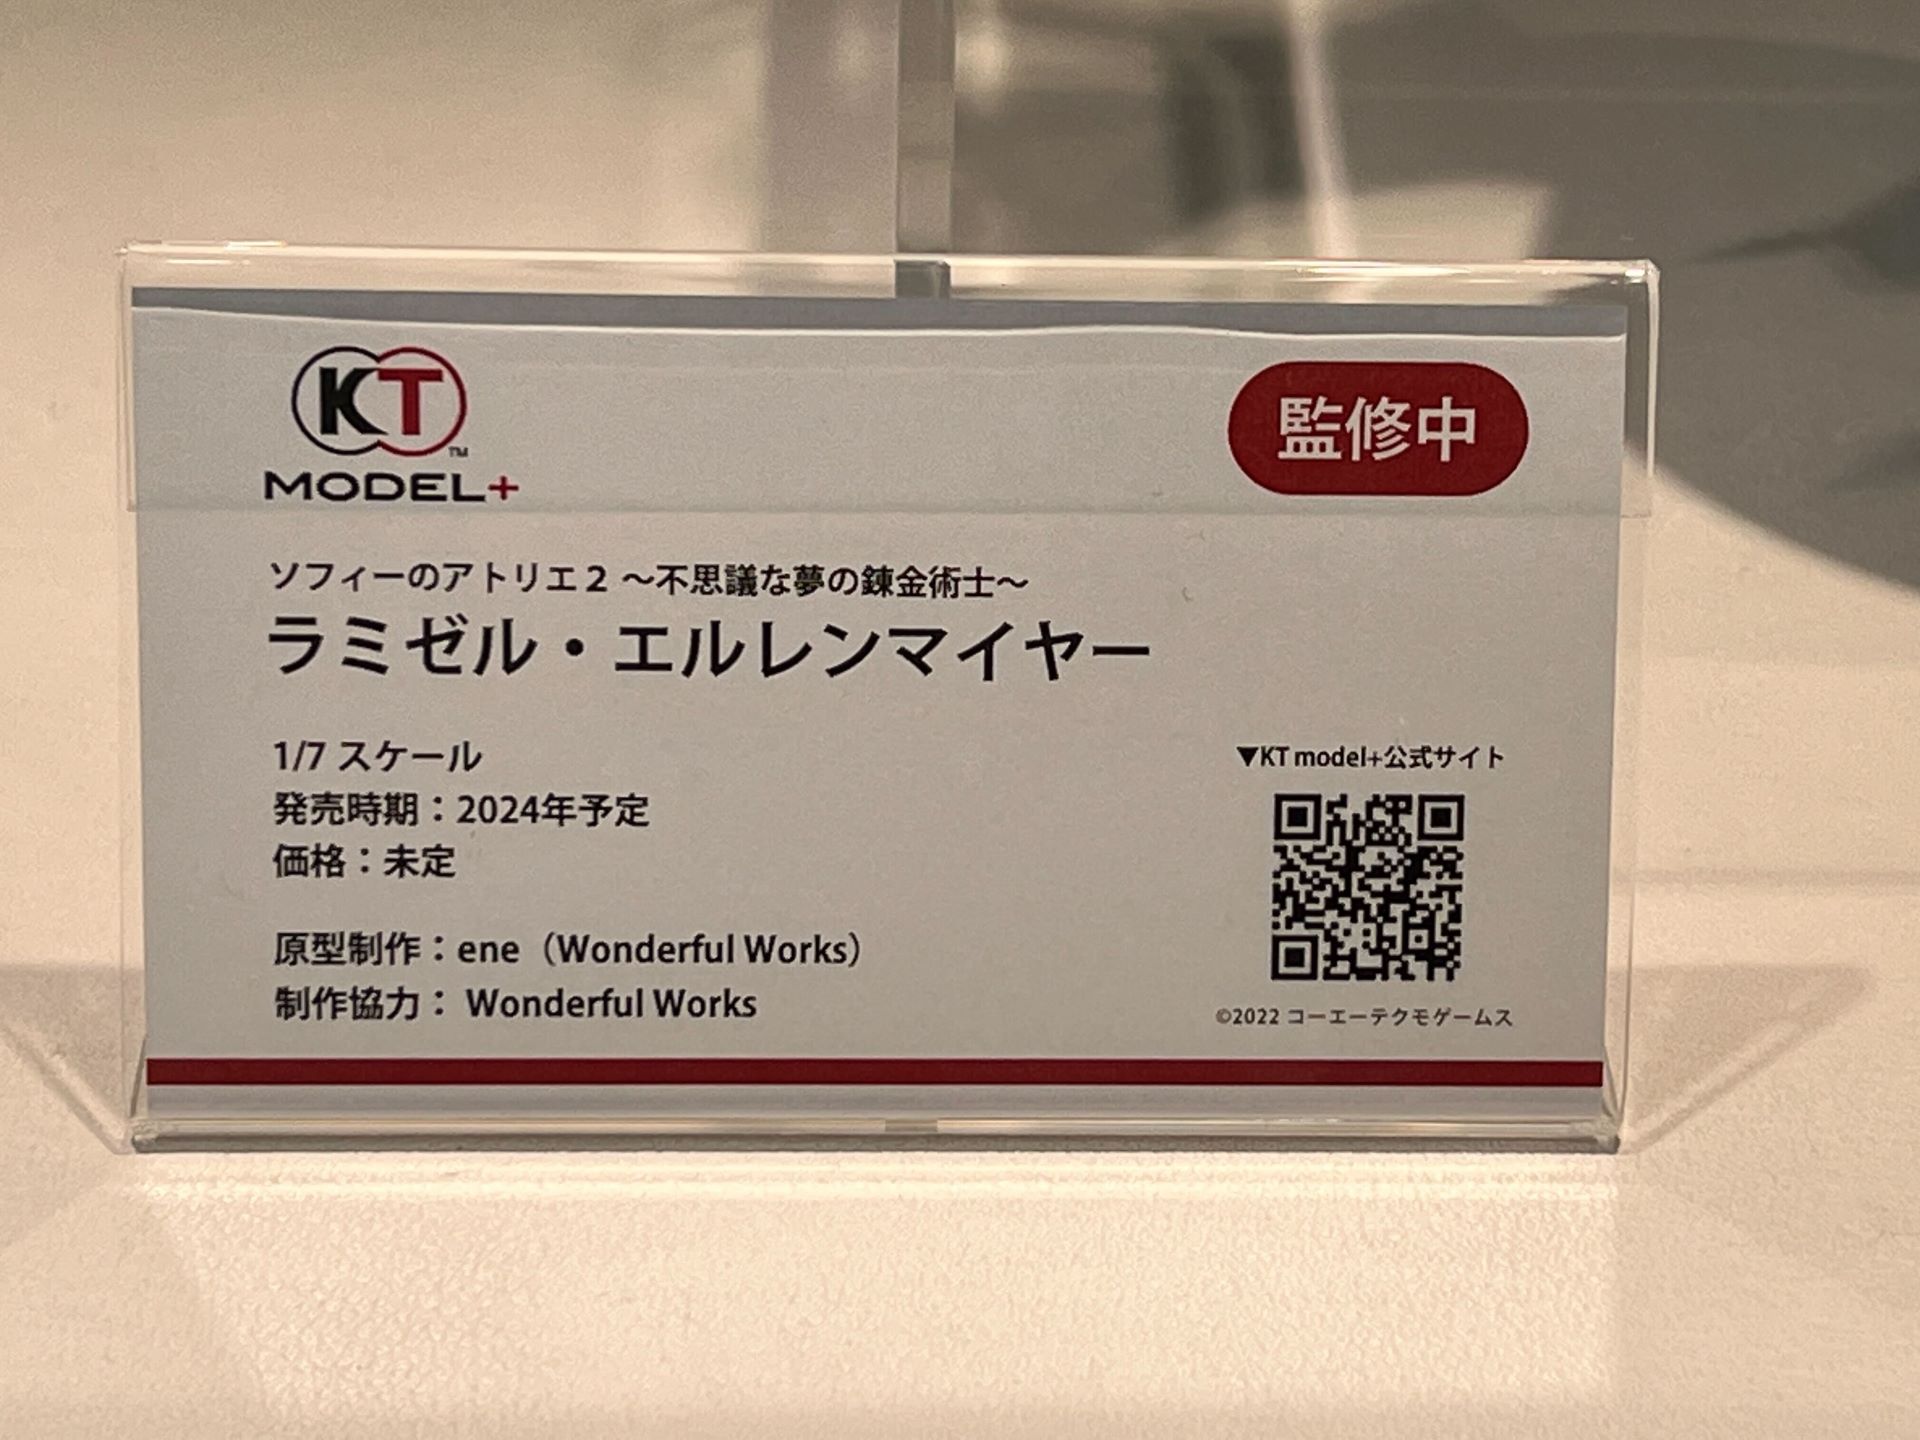 KT
TM
MODEL+
監修中
ソフィーのアトリエ2 ～不思議な夢の錬金術士～
ラミゼル・エルレンマイヤー
1/7 スケール
発売時期：2024年予定
価格：未定
原型制作：ene（Wonderful Works）
制作協力： Wonderful Works
▼KT model+公式サイト
©2022 コーエーテクモゲームス